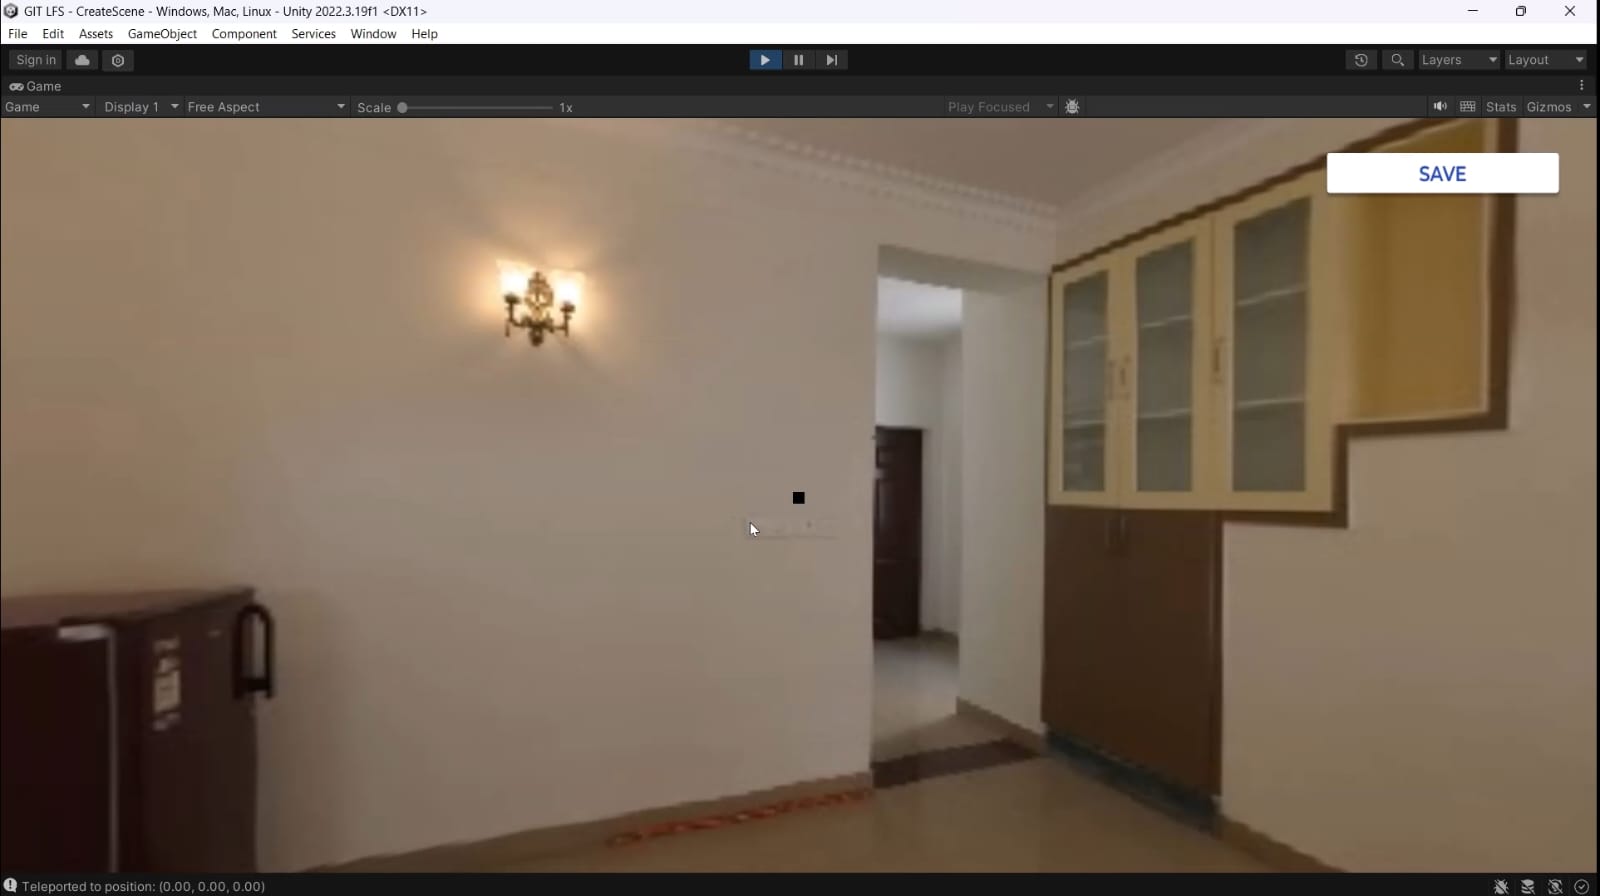 GIT LFS - CreateScene - Windows, Mac, Linux - Unity 2022.3.19f1 <DX11>
File Edit Assets GameObject Component Services Window Help
Sign in
Layers Layout
Game
Game Display 1 Free Aspect Scale 1x Play Focused Stats Gizmos
SAVE
Teleported to position: (0.00, 0.00, 0.00)